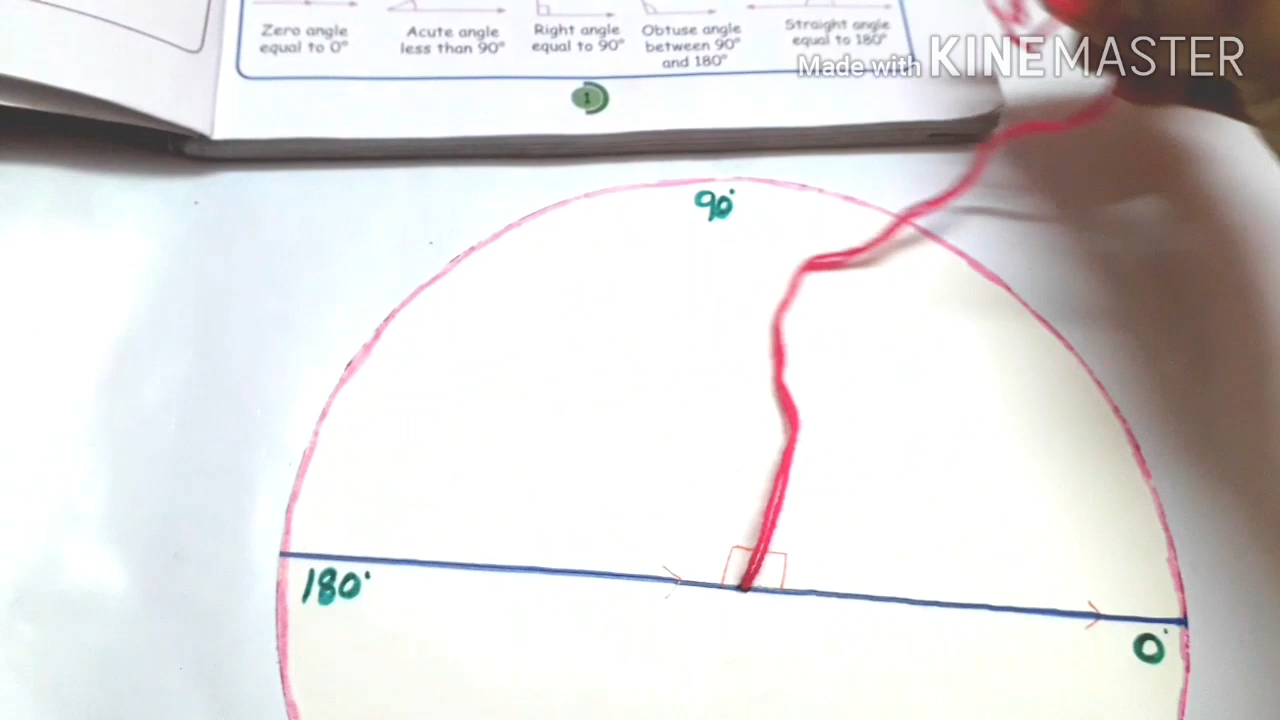 Zero angle
equal to 0°
Acute angle
less than 90°
Right angle
equal to 90°
Obtuse angle
between 90°
and 180°
Straight angle
equal to 180°
Made with KINEMASTER
1
90°
180°
0°